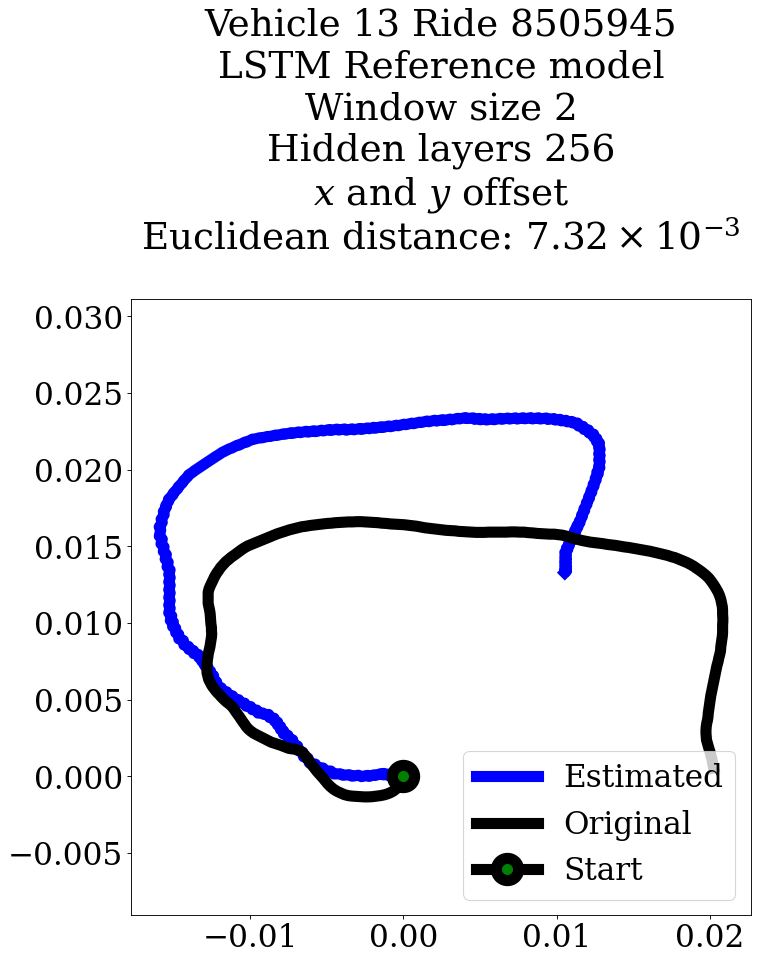 Vehicle 13 Ride 8505945
LSTM Reference model
Window size 2
Hidden layers 256
x and y offset
Euclidean distance: 7.32 × 10⁻³
0.030
0.025
0.020
0.015
0.010
0.005
0.000
−0.005
Estimated
Original
Start
−0.01 0.00 0.01 0.02